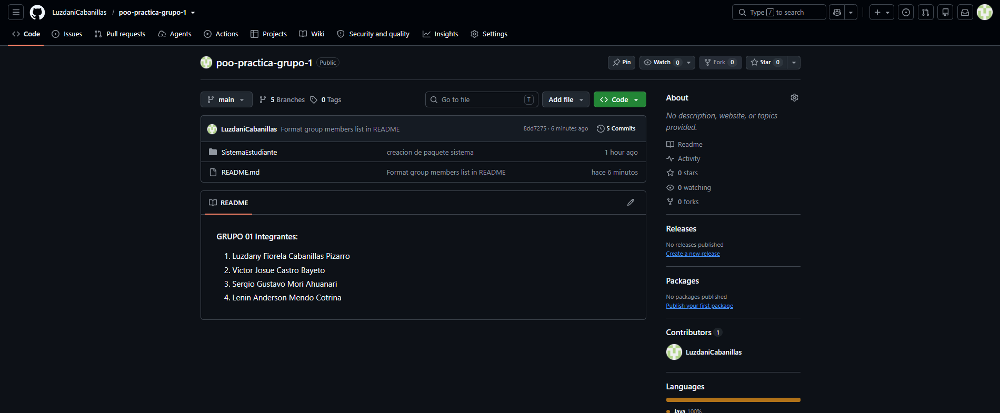 LuzdaniCabanillas / poo-practica-grupo-1
Type / to search
Code Issues Pull requests Agents Actions Projects Wiki Security and quality Insights Settings
poo-practica-grupo-1 Public
Pin Watch 0 Fork 0 Star 0
main 5 Branches 0 Tags Go to file T Add file Code
LuzdaniCabanillas Format group members list in README 8dd7275 · 6 minutes ago 5 Commits
SistemaEstudiante creacion de paquete sistema 1 hour ago
README.md Format group members list in README hace 6 minutos
README
GRUPO 01 Integrantes:
1. Luzdany Fiorela Cabanillas Pizarro
2. Victor Josue Castro Bayeto
3. Sergio Gustavo Mori Ahuanari
4. Lenin Anderson Mendo Cotrina
About
No description, website, or topics
provided.
Readme
Activity
0 stars
0 watching
0 forks
Releases
No releases published
Create a new release
Packages
No packages published
Publish your first package
Contributors 1
LuzdaniCabanillas
Languages
Java 100%